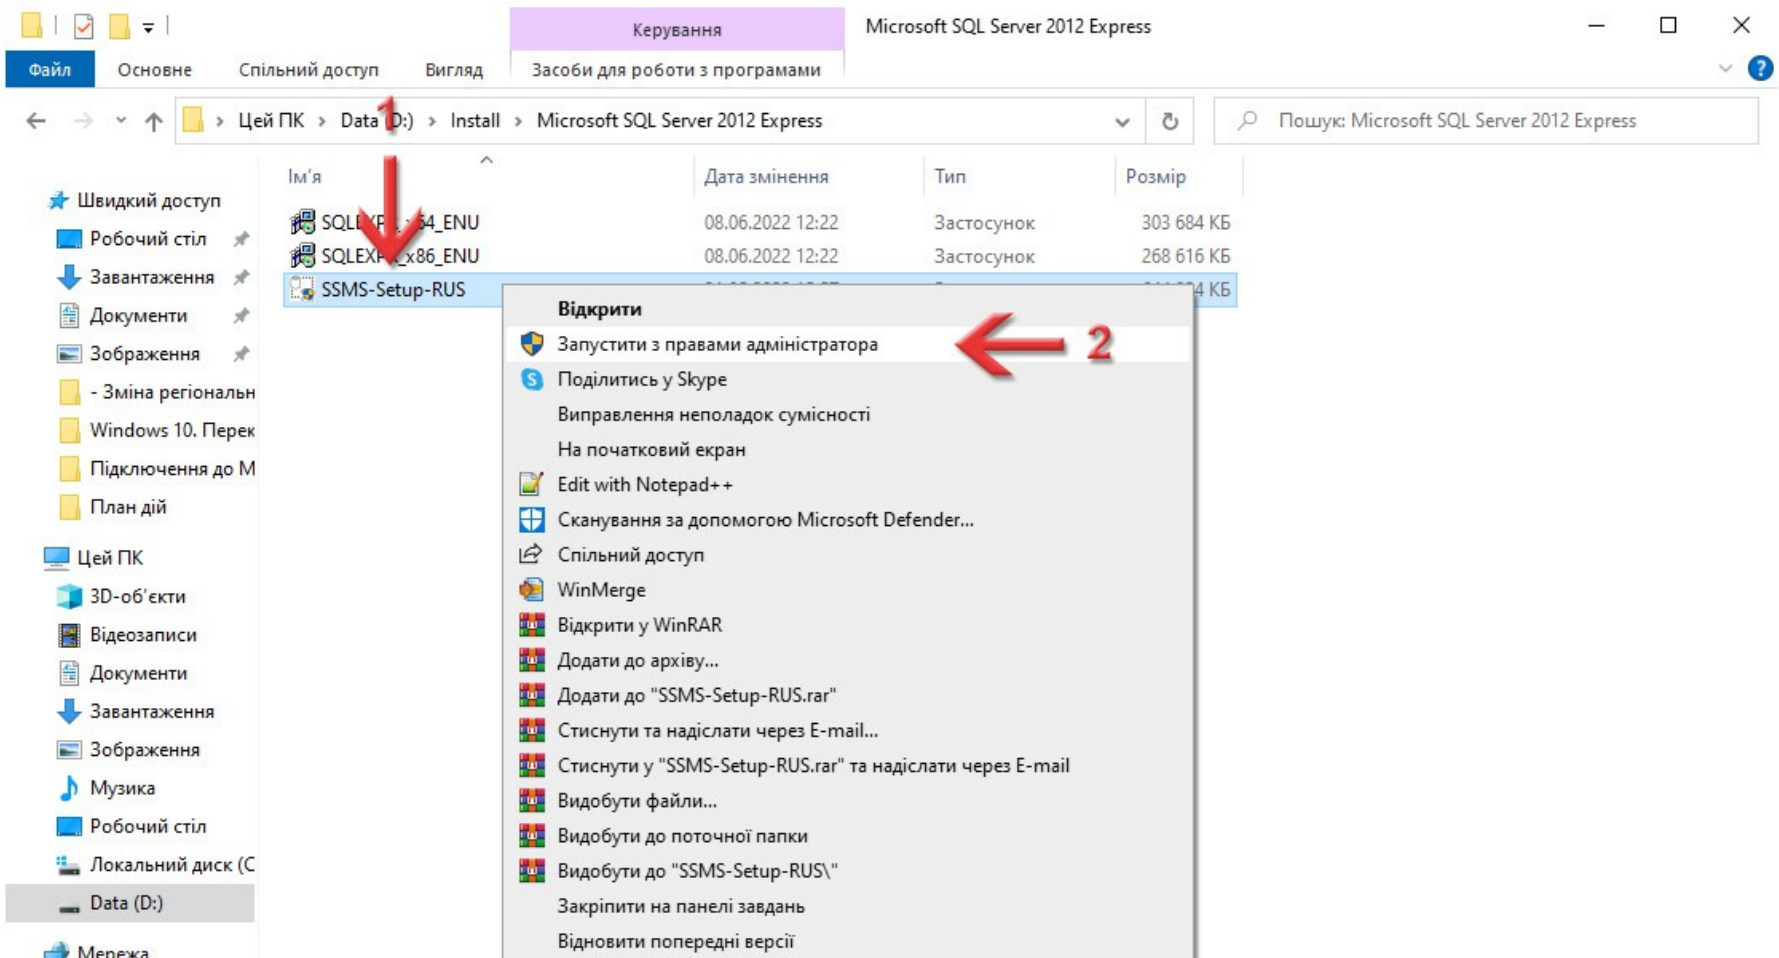 Керування
Microsoft SQL Server 2012 Express
Файл
Основне
Спільний доступ
Вигляд
Засоби для роботи з програмами
1
Цей ПК > Data (D:) > Install > Microsoft SQL Server 2012 Express
Пошук: Microsoft SQL Server 2012 Express
Ім'я
Дата змінення
Тип
Розмір
SQLEXPR_x64_ENU 08.06.2022 12:22 Застосунок 303 684 КБ
SQLEXPR_x86_ENU 08.06.2022 12:22 Застосунок 268 616 КБ
SSMS-Setup-RUS 4 КБ
Швидкий доступ
Робочий стіл
Завантаження
Документи
Зображення
- Зміна регіональн
Windows 10. Перек
Підключення до М
План дій
Цей ПК
3D-об'єкти
Відеозаписи
Документи
Завантаження
Зображення
Музика
Робочий стіл
Локальний диск (C
Data (D:)
Мережа
Відкрити
Запустити з правами адміністратора
2
Поділитись у Skype
Виправлення неполадок сумісності
На початковий екран
Edit with Notepad++
Сканування за допомогою Microsoft Defender...
Спільний доступ
WinMerge
Відкрити у WinRAR
Додати до архіву...
Додати до "SSMS-Setup-RUS.rar"
Стиснути та надіслати через E-mail...
Стиснути у "SSMS-Setup-RUS.rar" та надіслати через E-mail
Видобути файли...
Видобути до поточної папки
Видобути до "SSMS-Setup-RUS\"
Закріпити на панелі завдань
Відновити попередні версії